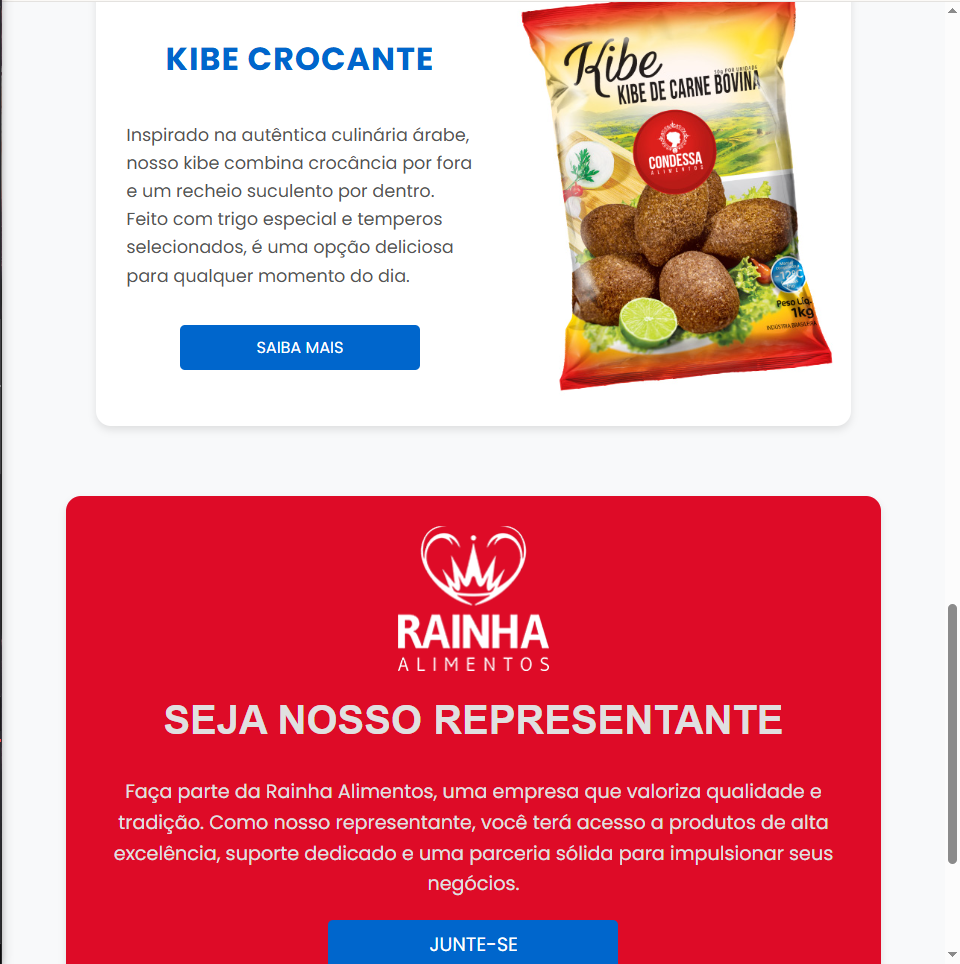 KIBE CROCANTE
Inspirado na autêntica culinária árabe,
nosso kibe combina crocância por fora
e um recheio suculento por dentro.
Feito com trigo especial e temperos
selecionados, é uma opção deliciosa
para qualquer momento do dia.
SAIBA MAIS
Kibe
KIBE DE CARNE BOVINA
CONDESSA
ALIMENTOS
-12°C
Peso Líq.
1kg
INDÚSTRIA BRASILEIRA
RAINHA
ALIMENTOS
SEJA NOSSO REPRESENTANTE
Faça parte da Rainha Alimentos, uma empresa que valoriza qualidade e
tradição. Como nosso representante, você terá acesso a produtos de alta
excelência, suporte dedicado e uma parceria sólida para impulsionar seus
negócios.
JUNTE-SE